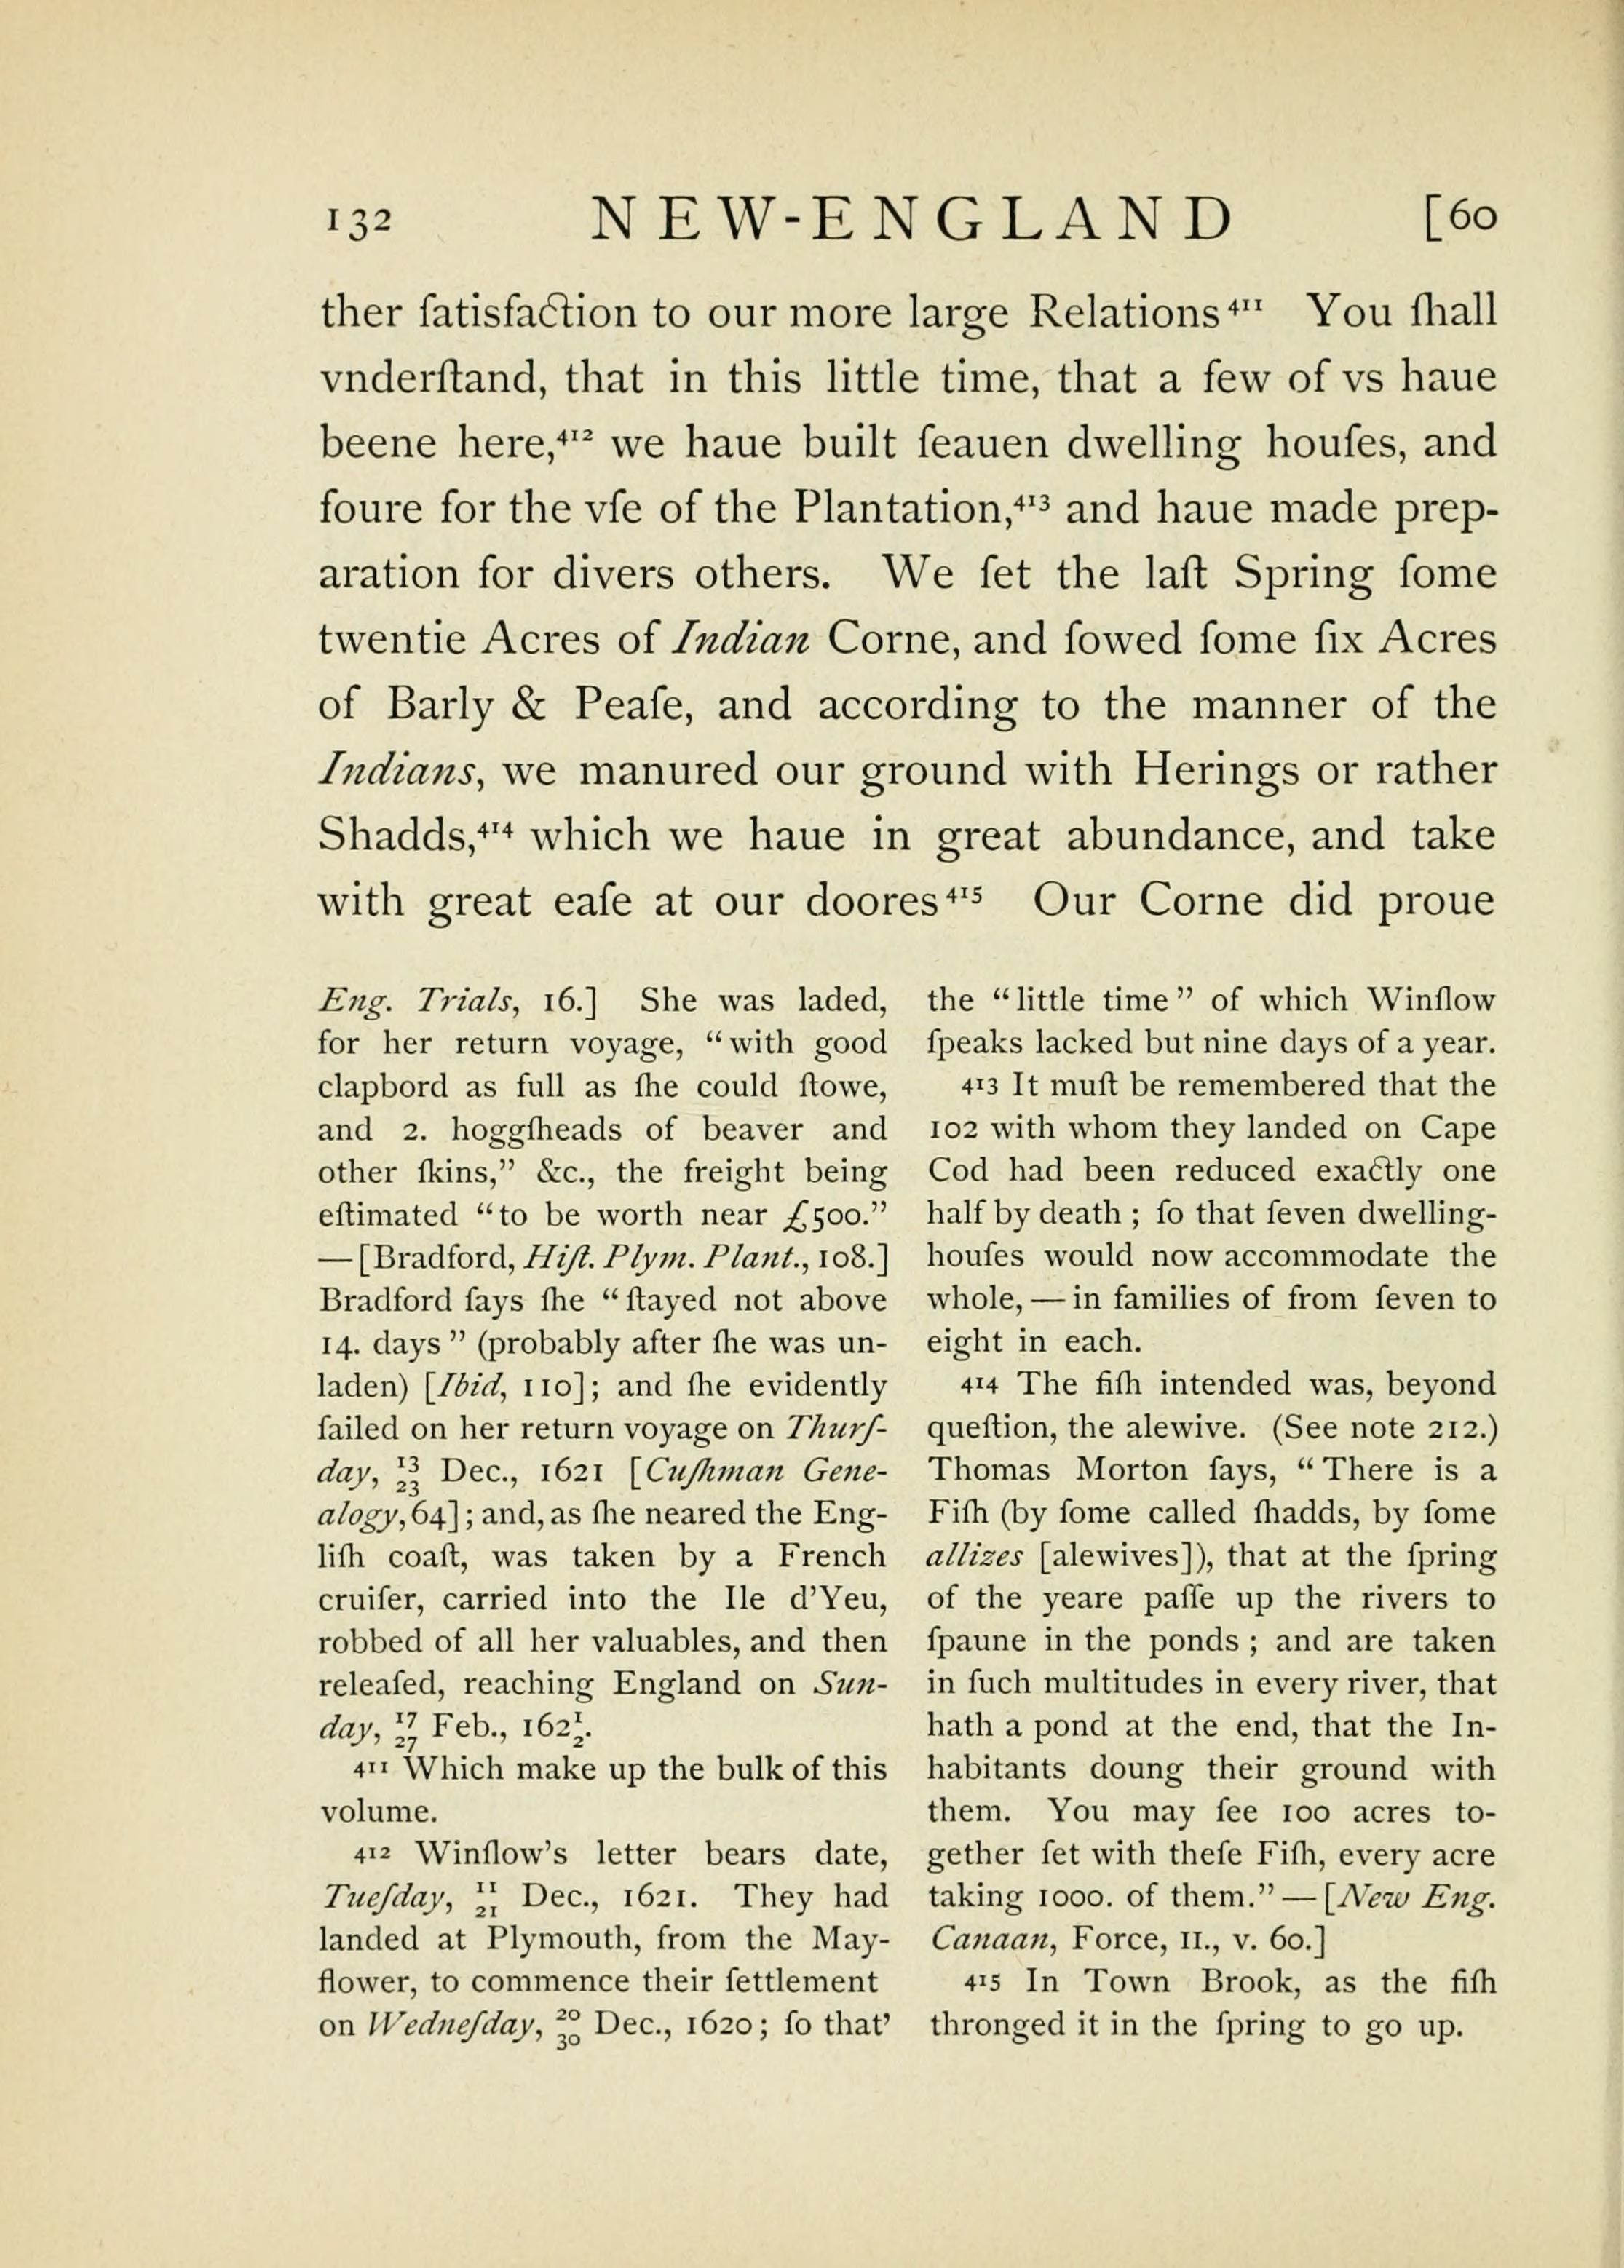 132 NEW-ENGLAND [60
ther ſatisfaction to our more large Relations⁴¹¹ You ſhall
vnderſtand, that in this little time, that a few of vs haue
beene here,⁴¹² we haue built ſeauen dwelling houſes, and
foure for the vſe of the Plantation,⁴¹³ and haue made prep-
aration for divers others. We ſet the laſt Spring ſome
twentie Acres of Indian Corne, and ſowed ſome ſix Acres
of Barly & Peaſe, and according to the manner of the
Indians, we manured our ground with Herings or rather
Shadds,⁴¹⁴ which we haue in great abundance, and take
with great eaſe at our doores⁴¹⁵ Our Corne did proue
Eng. Trials, 16.] She was laded,
for her return voyage, “with good
clapbord as full as ſhe could ſtowe,
and 2. hoggſheads of beaver and
other ſkins,” &c., the freight being
eſtimated “to be worth near £500.”
— [Bradford, Hiſt. Plym. Plant., 108.]
Bradford ſays ſhe “ſtayed not above
14. days” (probably after ſhe was un-
laden) [Ibid, 110]; and ſhe evidently
ſailed on her return voyage on Thurſ-
day, 13/23 Dec., 1621 [Cuſhman Gene-
alogy, 64]; and, as ſhe neared the Eng-
liſh coaſt, was taken by a French
cruiſer, carried into the Ile d'Yeu,
robbed of all her valuables, and then
releaſed, reaching England on Sun-
day, 17/27 Feb., 1621/2.
411 Which make up the bulk of this
volume.
412 Winſlow's letter bears date,
Tueſday, 11/21 Dec., 1621. They had
landed at Plymouth, from the May-
flower, to commence their ſettlement
on Wedneſday, 20/30 Dec., 1620; ſo that'
the “little time” of which Winſlow
ſpeaks lacked but nine days of a year.
413 It muſt be remembered that the
102 with whom they landed on Cape
Cod had been reduced exactly one
half by death; ſo that ſeven dwelling-
houſes would now accommodate the
whole, — in families of from ſeven to
eight in each.
414 The fiſh intended was, beyond
queſtion, the alewive. (See note 212.)
Thomas Morton ſays, “There is a
Fiſh (by ſome called ſhadds, by ſome
allizes [alewives]), that at the ſpring
of the yeare paſſe up the rivers to
ſpaune in the ponds; and are taken
in ſuch multitudes in every river, that
hath a pond at the end, that the In-
habitants doung their ground with
them. You may ſee 100 acres to-
gether ſet with theſe Fiſh, every acre
taking 1000. of them.” — [New Eng.
Canaan, Force, II., v. 60.]
415 In Town Brook, as the fiſh
thronged it in the ſpring to go up.